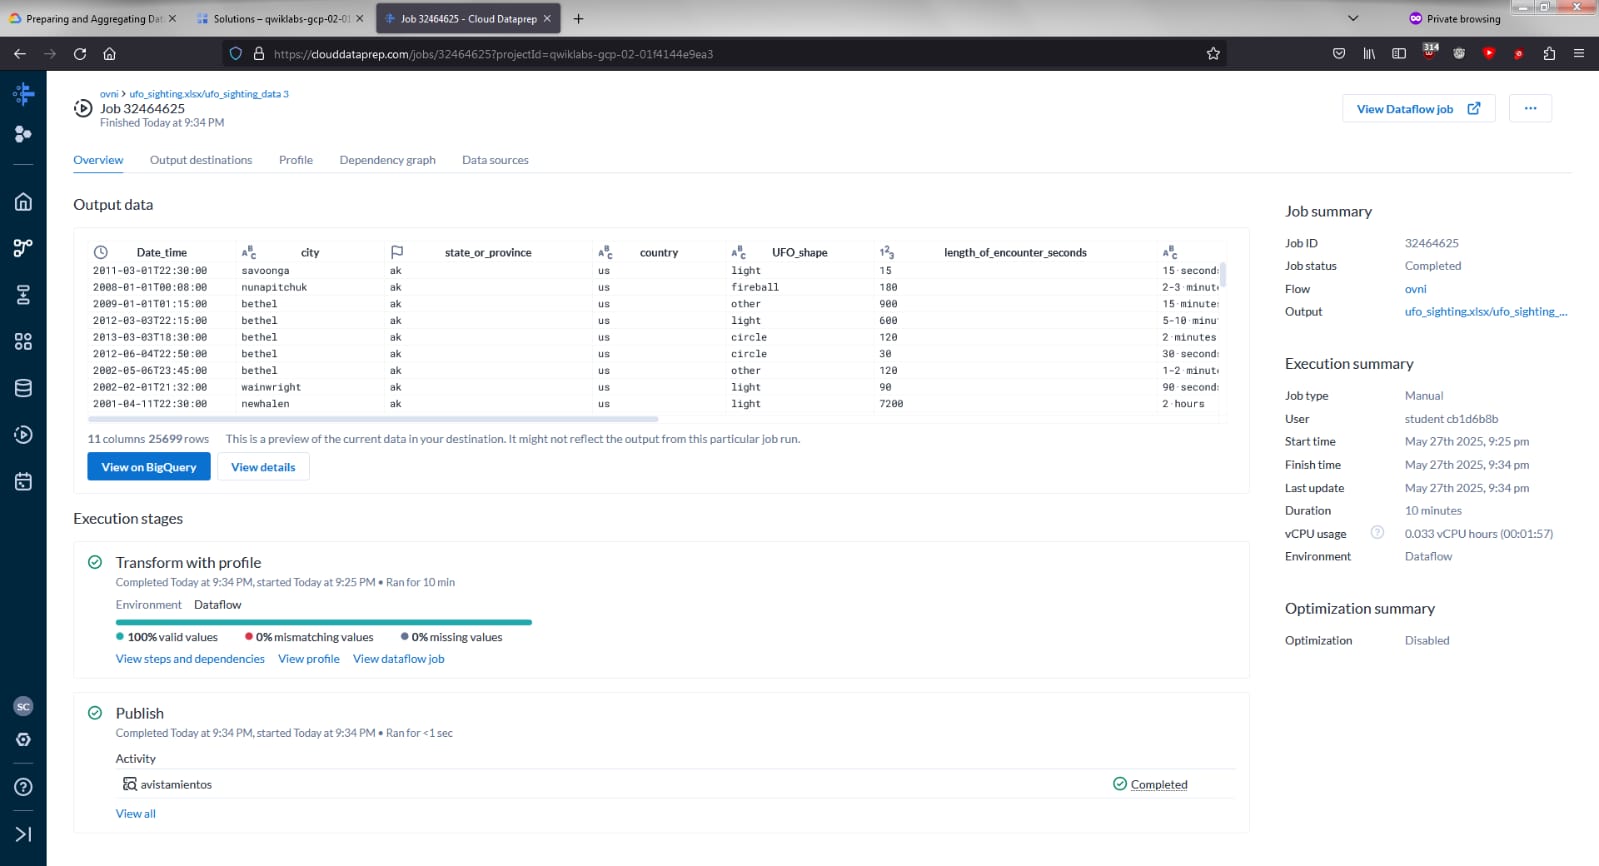 Preparing and Aggregating Dat
Solutions – qwiklabs-gcp-02-01
Job 32464625 - Cloud Dataprep
Private browsing
https://clouddataprep.com/jobs/32464625?projectId=qwiklabs-gcp-02-01f4144e9ea3
314
ovni > ufo_sighting.xlsx/ufo_sighting_data 3
Job 32464625
Finished Today at 9:34 PM
View Dataflow job
...
Overview Output destinations Profile Dependency graph Data sources
Output data
Date_time city state_or_province country UFO_shape length_of_encounter_seconds
2011-03-01T22:30:00 savoonga ak us light 15 15·second
2008-01-01T00:08:00 nunapitchuk ak us fireball 180 2-3·minute
2009-01-01T01:15:00 bethel ak us other 900 15·minutes
2012-03-03T22:15:00 bethel ak us light 600 5-10·minu
2013-03-03T18:30:00 bethel ak us circle 120 2·minutes
2012-06-04T22:50:00 bethel ak us circle 30 30·second
2002-05-06T23:45:00 bethel ak us other 120 1-2·minut
2002-02-01T21:32:00 wainwright ak us light 90 90·second
2001-04-11T22:30:00 newhalen ak us light 7200 2·hours
11 columns 25699 rows This is a preview of the current data in your destination. It might not reflect the output from this particular job run.
View on BigQuery View details
Execution stages
Transform with profile
Completed Today at 9:34 PM, started Today at 9:25 PM • Ran for 10 min
Environment Dataflow
100% valid values 0% mismatching values 0% missing values
View steps and dependencies View profile View dataflow job
Publish
Completed Today at 9:34 PM, started Today at 9:34 PM • Ran for <1 sec
Activity
avistamientos Completed
View all
Job summary
Job ID 32464625
Job status Completed
Flow ovni
Output ufo_sighting.xlsx/ufo_sighting_...
Execution summary
Job type Manual
User student cb1d6b8b
Start time May 27th 2025, 9:25 pm
Finish time May 27th 2025, 9:34 pm
Last update May 27th 2025, 9:34 pm
Duration 10 minutes
vCPU usage ? 0.033 vCPU hours (00:01:57)
Environment Dataflow
Optimization summary
Optimization Disabled
SC